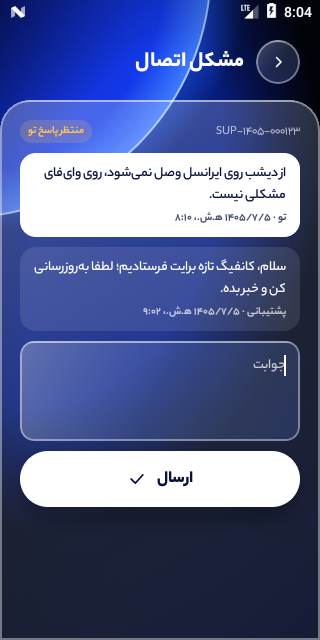 LTE 8:04
مشکل اتصال
SUP-۱۴۰۵-۰۰۰۱۲۳
منتظر پاسخ تو
از دیشب روی ایرانسل وصل نمی‌شود، روی وای‌فای
مشکلی نیست.
تو · ۱۴۰۵/۷/۵ ه‍.ش.، ۸:۱۰
سلام، کانفیگ تازه برایت فرستادیم؛ لطفا به‌روزرسانی
کن و خبر بده.
پشتیبانی · ۱۴۰۵/۷/۵ ه‍.ش.، ۹:۰۲
جوابت
ارسال